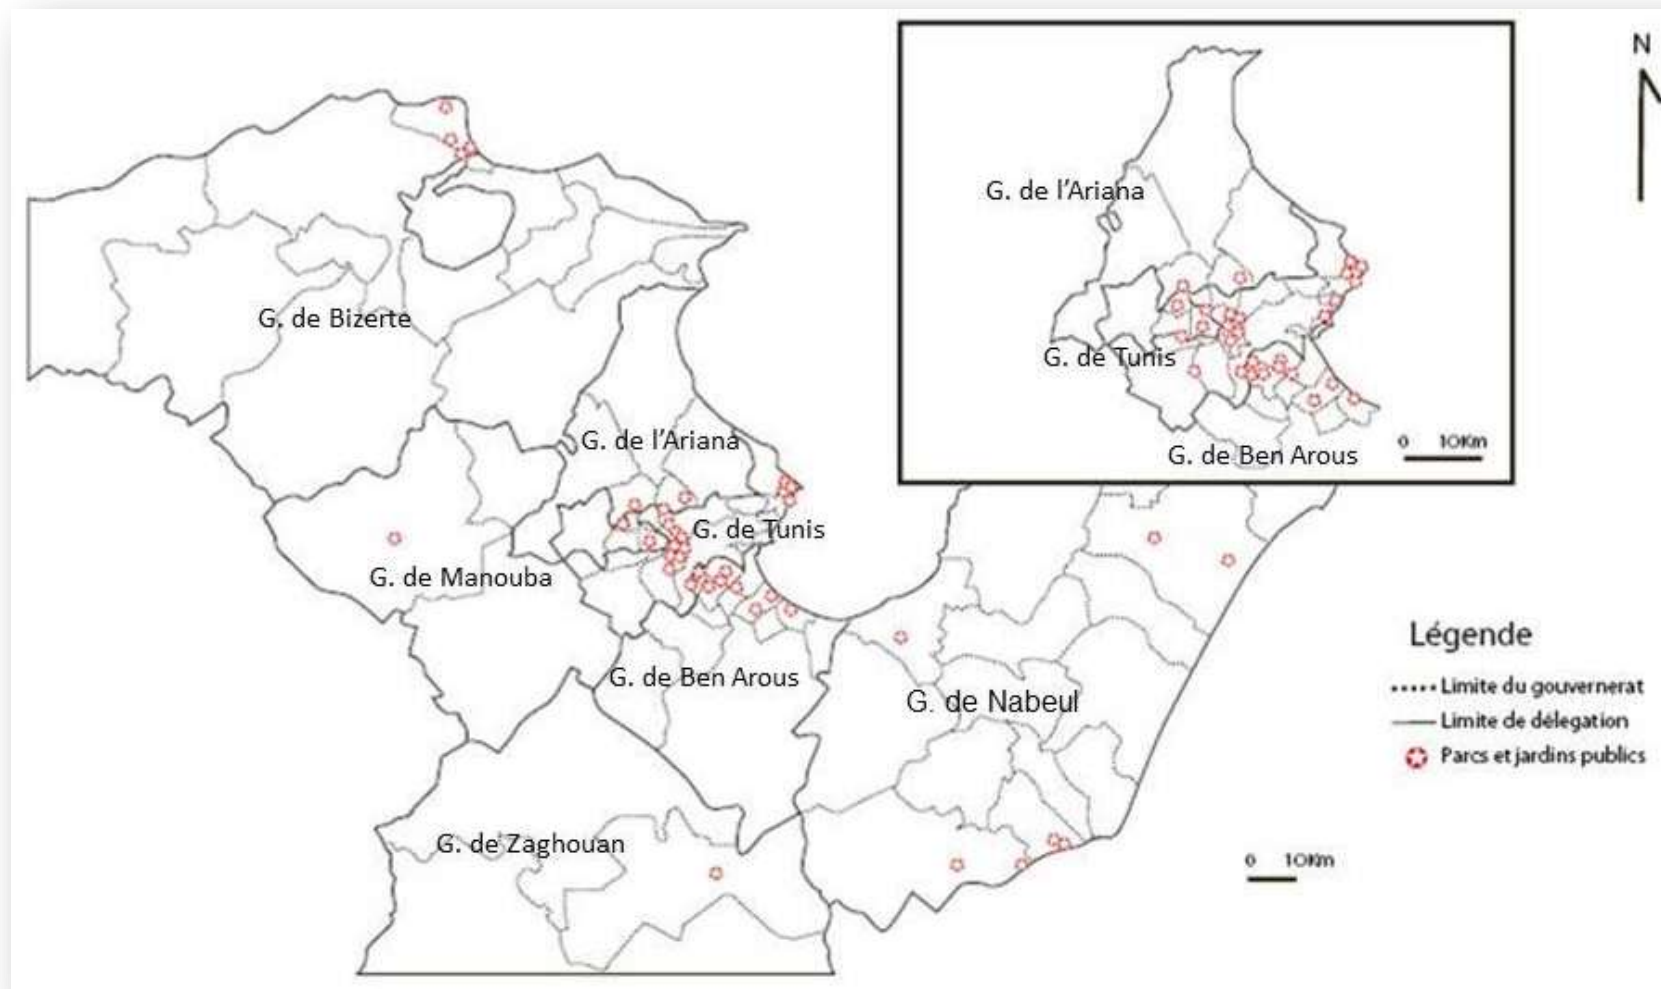 N
G. de l'Ariana
G. de Tunis
G. de Ben Arous
0 10Km
G. de Bizerte
G. de l'Ariana
G. de Tunis
G. de Manouba
G. de Ben Arous
G. de Nabeul
G. de Zaghouan
Légende
Limite du gouvernerat
Limite de délegation
Parcs et jardins publics
0 10Km